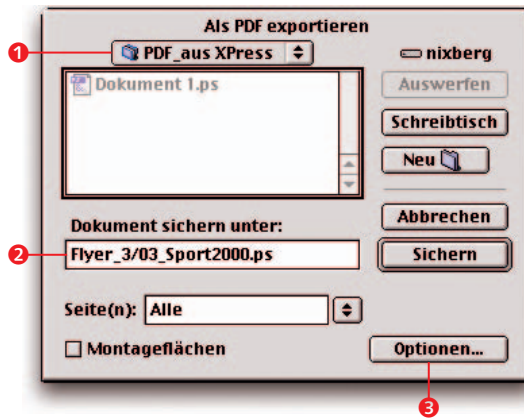 Als PDF exportieren
1 PDF_aus XPress nixberg
Dokument 1.ps
Auswerfen
Schreibtisch
Neu
Dokument sichern unter:
Abbrechen
2 Flyer_3/03_Sport2000.ps
Sichern
Seite(n): Alle
Montageflächen
Optionen...
3